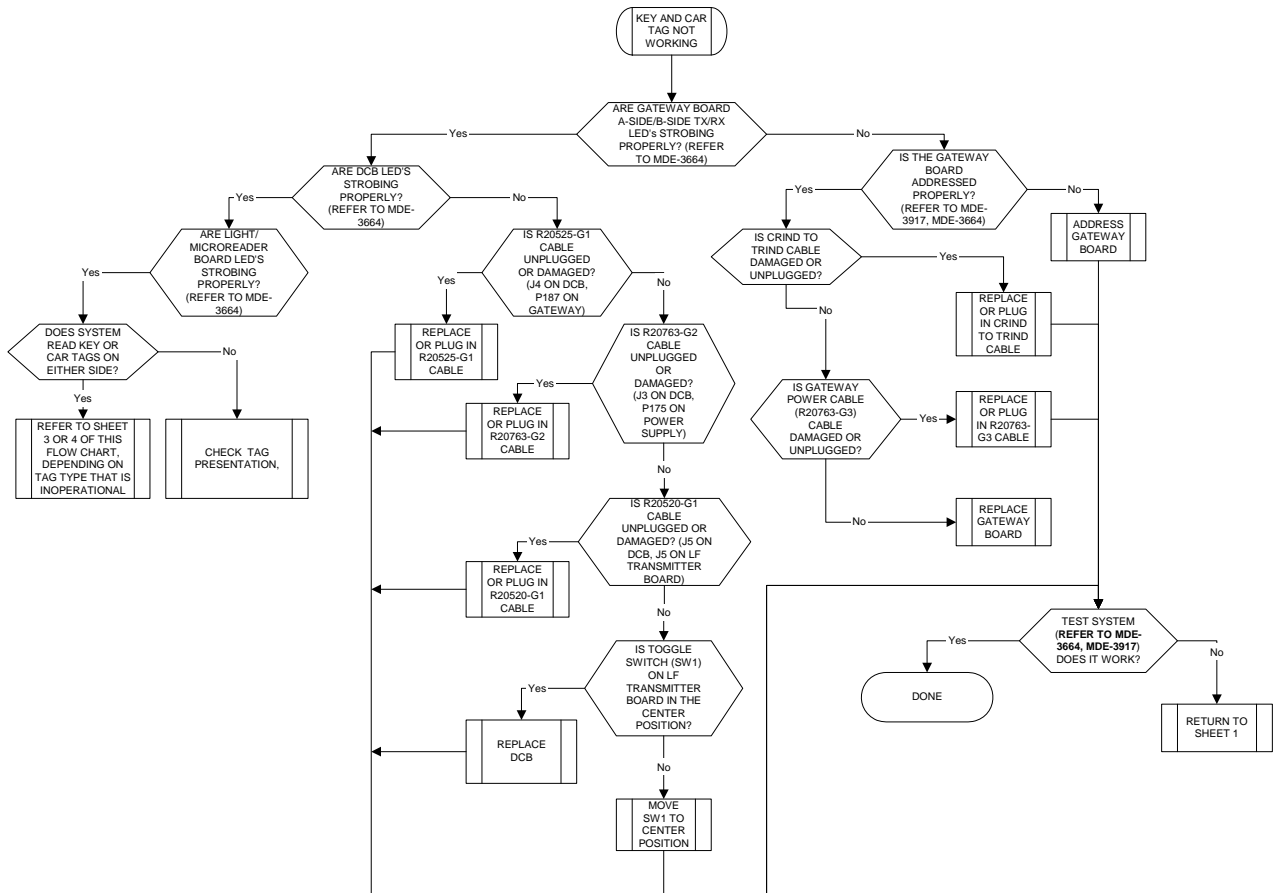 KEY AND CAR
TAG NOT
WORKING
ARE GATEWAY BOARD
A-SIDE/B-SIDE TX/RX
LED's STROBING
PROPERLY? (REFER
TO MDE-3664)
Yes
No
ARE DCB LED'S
STROBING
PROPERLY?
(REFER TO MDE-
3664)
Yes
No
IS THE GATEWAY
BOARD
ADDRESSED
PROPERLY?
(REFER TO MDE-
3917, MDE-3664)
Yes
No
ADDRESS
GATEWAY
BOARD
ARE LIGHT/
MICROREADER
BOARD LED'S
STROBING
PROPERLY?
(REFER TO MDE-
3664)
Yes
IS R20525-G1
CABLE
UNPLUGGED
OR DAMAGED?
(J4 ON DCB,
P187 ON
GATEWAY)
Yes
No
IS CRIND TO
TRIND CABLE
DAMAGED OR
UNPLUGGED?
Yes
No
REPLACE
OR PLUG
IN CRIND
TO TRIND
CABLE
DOES SYSTEM
READ KEY OR
CAR TAGS ON
EITHER SIDE?
No
Yes
REPLACE
OR PLUG IN
R20525-G1
CABLE
IS R20763-G2
CABLE
UNPLUGGED
OR
DAMAGED?
(J3 ON DCB,
P175 ON
POWER
SUPPLY)
Yes
No
REPLACE
OR PLUG IN
R20763-G2
CABLE
IS GATEWAY
POWER CABLE
(R20763-G3)
CABLE
DAMAGED OR
UNPLUGGED?
Yes
No
REPLACE
OR PLUG
IN R20763-
G3 CABLE
REFER TO SHEET
3 OR 4 OF THIS
FLOW CHART,
DEPENDING ON
TAG TYPE THAT IS
INOPERATIONAL
CHECK TAG
PRESENTATION,
REPLACE
GATEWAY
BOARD
IS R20520-G1
CABLE
UNPLUGGED OR
DAMAGED? (J5 ON
DCB, J5 ON LF
TRANSMITTER
BOARD)
Yes
No
REPLACE
OR PLUG IN
R20520-G1
CABLE
TEST SYSTEM
(REFER TO MDE-
3664, MDE-3917)
DOES IT WORK?
Yes
No
DONE
RETURN TO
SHEET 1
IS TOGGLE
SWITCH (SW1)
ON LF
TRANSMITTER
BOARD IN THE
CENTER
POSITION?
Yes
No
REPLACE
DCB
MOVE
SW1 TO
CENTER
POSITION